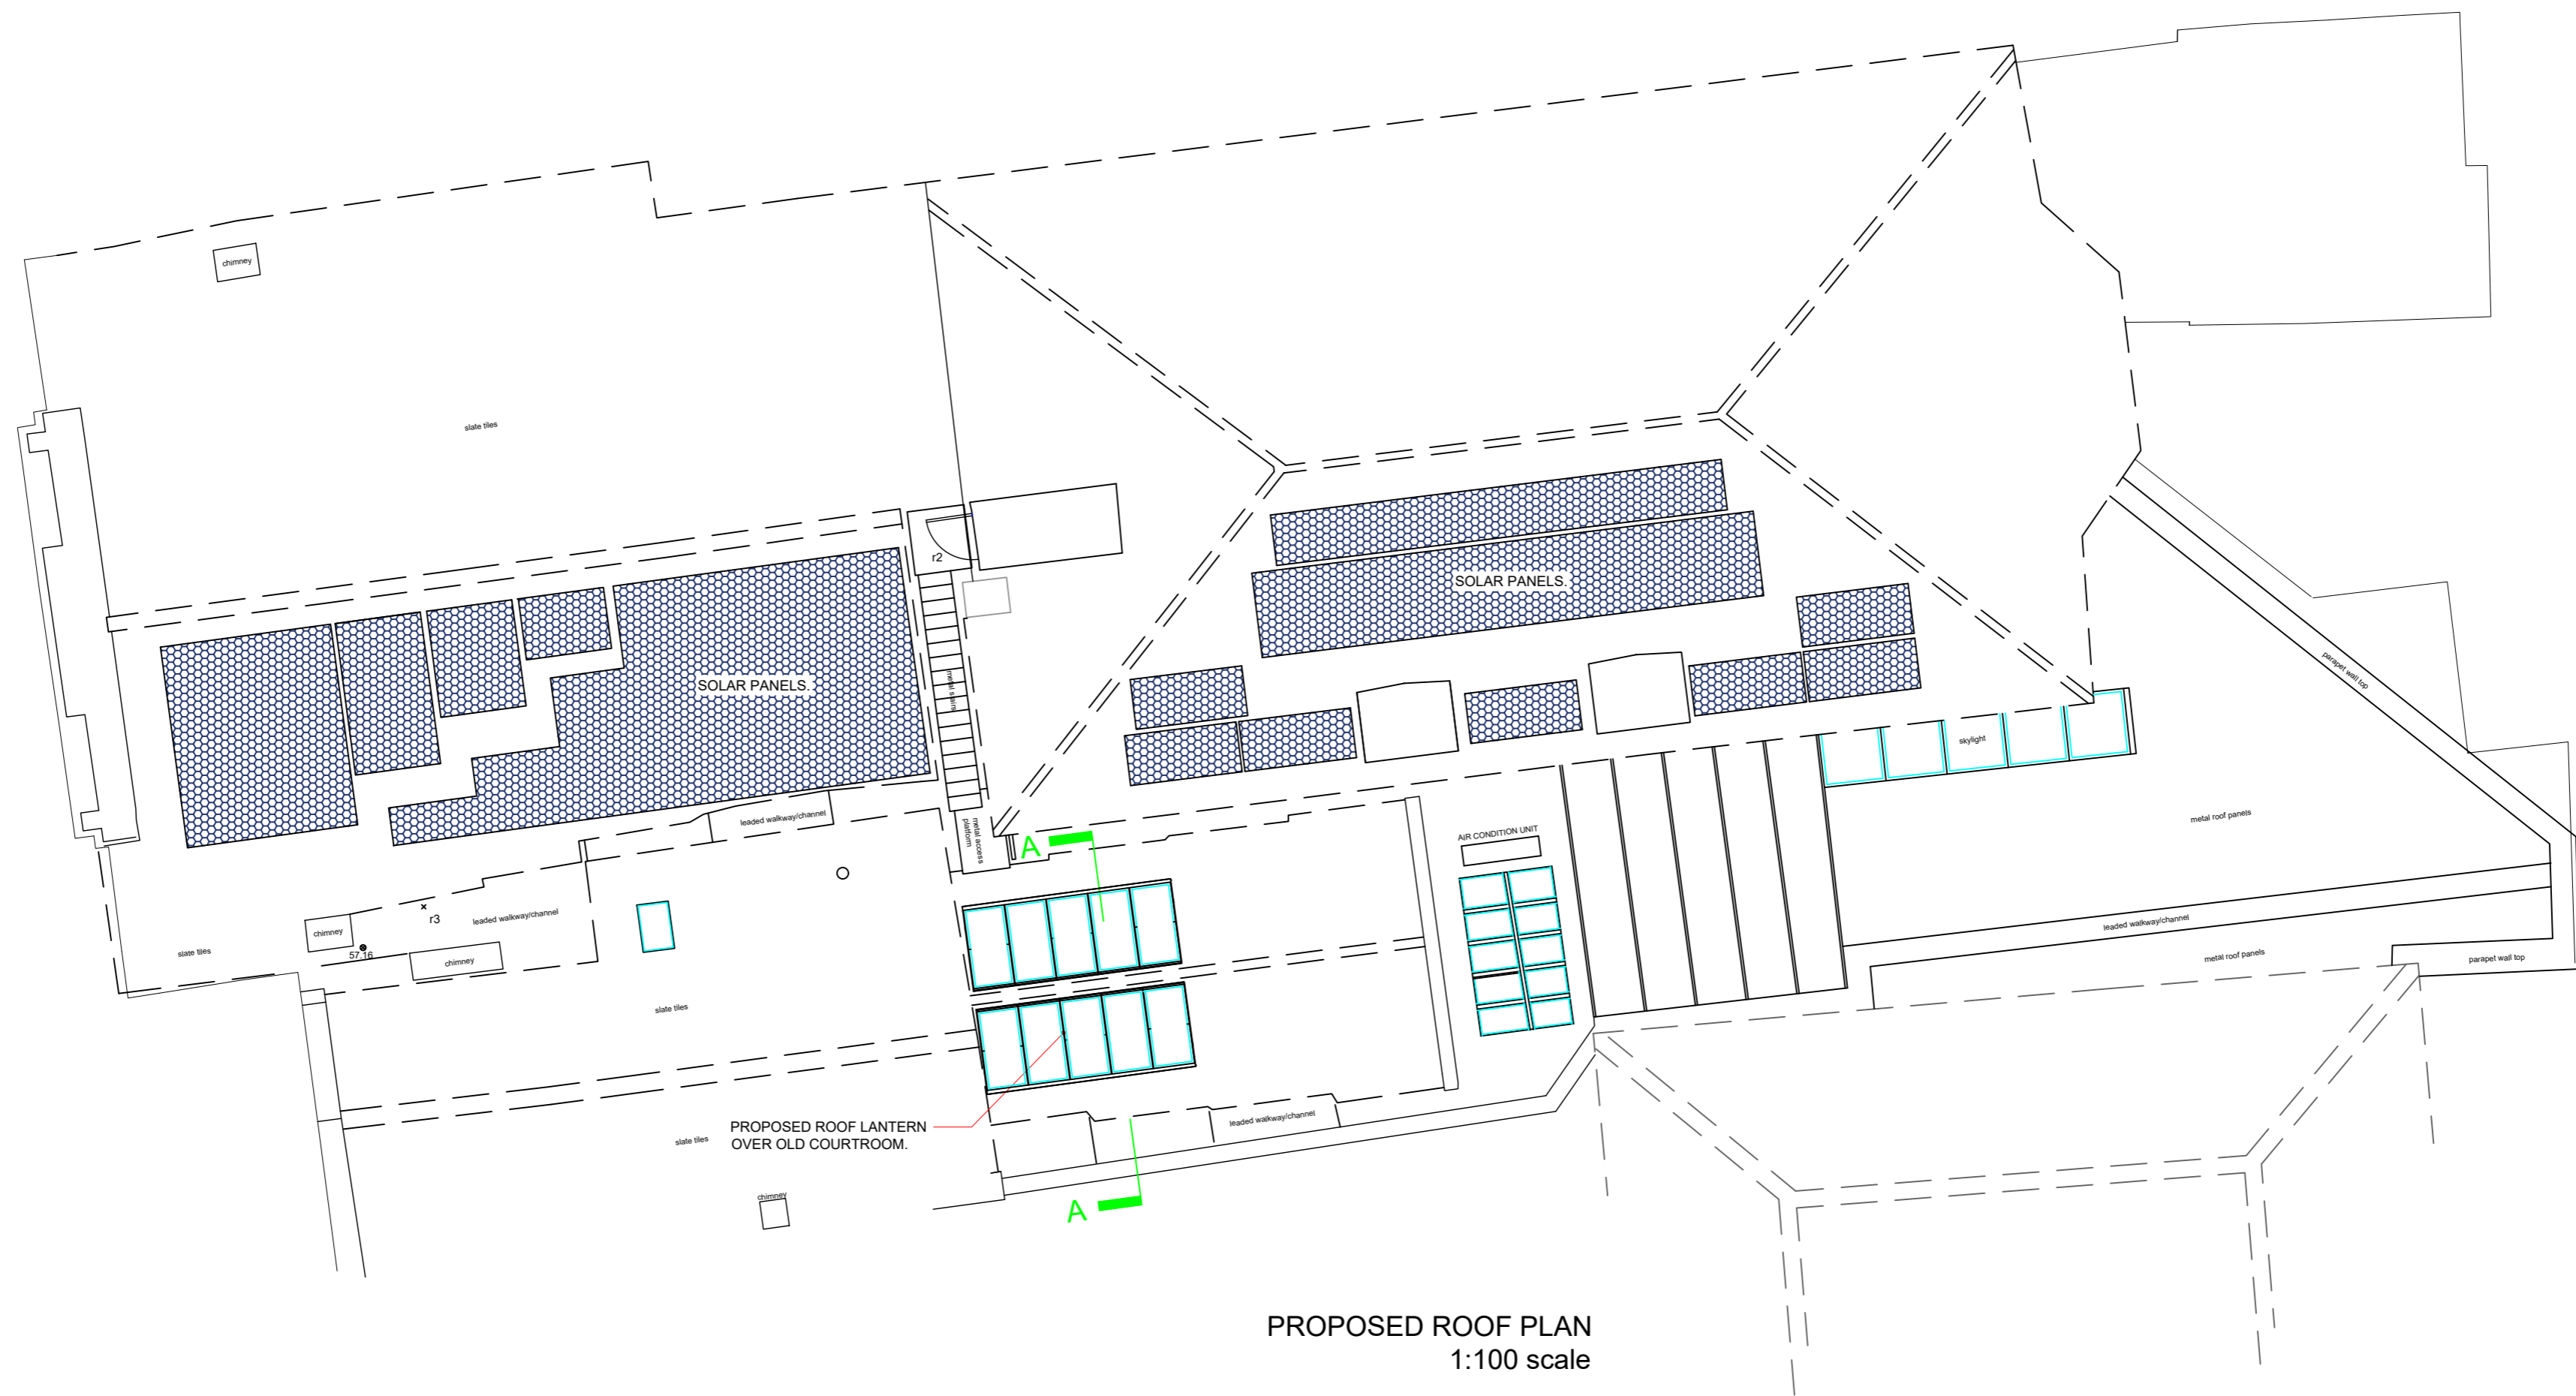 chimney
slate tiles
r2
SOLAR PANELS.
SOLAR PANELS.
metal stairs
parapet wall top
skylight
metal roof panels
leaded walkway/channel
metal access
platform
A
AIR CONDITION UNIT
chimney
r3
leaded walkway/channel
slate tiles
57.16
chimney
leaded walkway/channel
metal roof panels
parapet wall top
slate tiles
PROPOSED ROOF LANTERN
OVER OLD COURTROOM.
leaded walkway/channel
slate tiles
chimney
A
PROPOSED ROOF PLAN
1:100 scale